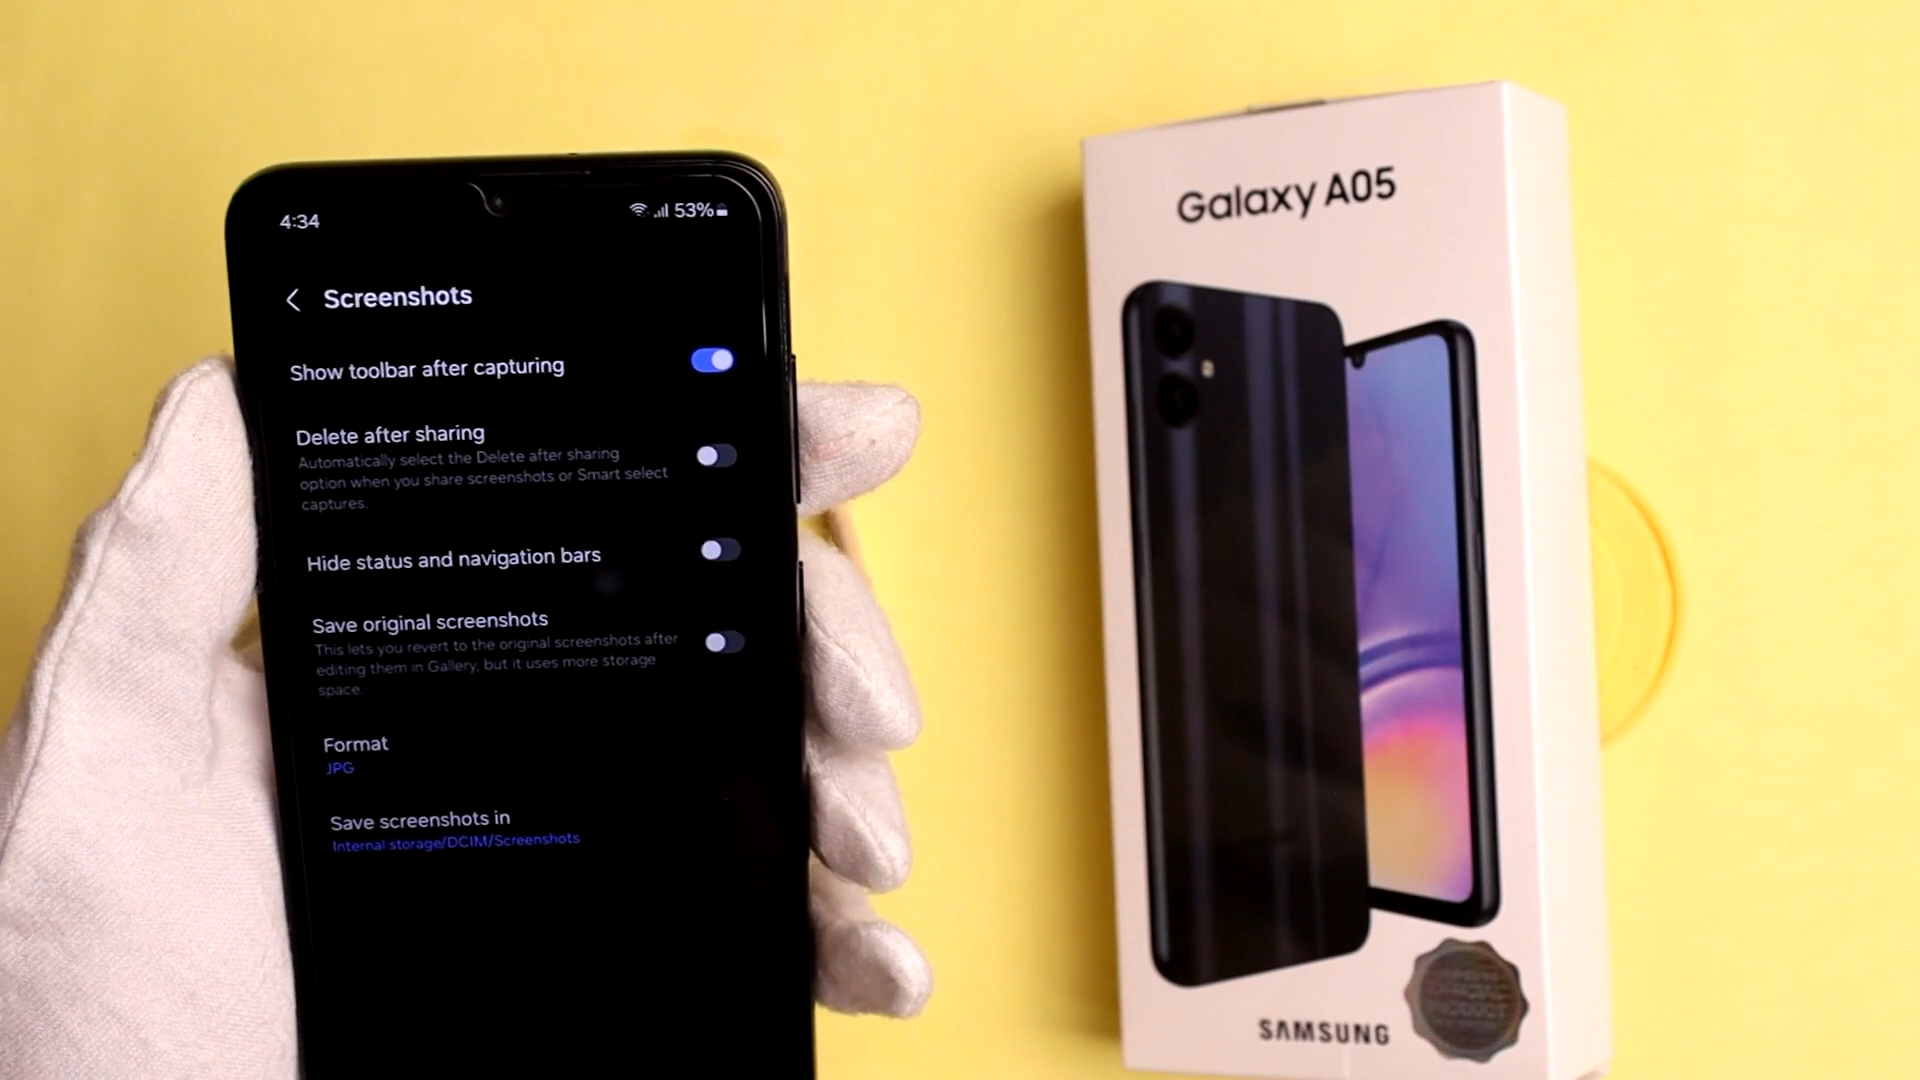 4:34
53%
Screenshots
Show toolbar after capturing
Delete after sharing
Automatically select the Delete after sharing
option when you share screenshots or Smart select
captures.
Hide status and navigation bars
Save original screenshots
This lets you revert to the original screenshots after
editing them in Gallery, but it uses more storage
space.
Format
JPG
Save screenshots in
Internal storage/DCIM/Screenshots
Galaxy A05
SAMSUNG